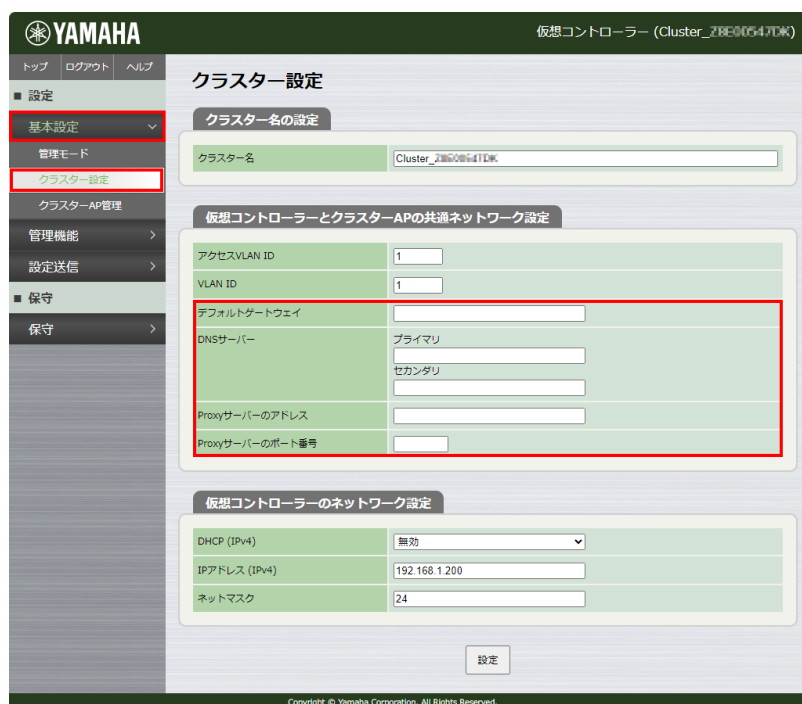 YAMAHA
仮想コントローラー (Cluster_
トップ ログアウト ヘルプ
■ 設定
基本設定
管理モード
クラスター設定
クラスターAP管理
管理機能
設定送信
■ 保守
保守
クラスター設定
クラスター名の設定
クラスター名 Cluster_
仮想コントローラーとクラスターAPの共通ネットワーク設定
アクセスVLAN ID 1
VLAN ID 1
デフォルトゲートウェイ
DNSサーバー プライマリ
セカンダリ
Proxyサーバーのアドレス
Proxyサーバーのポート番号
仮想コントローラーのネットワーク設定
DHCP (IPv4) 無効
IPアドレス (IPv4) 192.168.1.200
ネットマスク 24
設定
Copyright © Yamaha Corporation. All Rights Reserved.